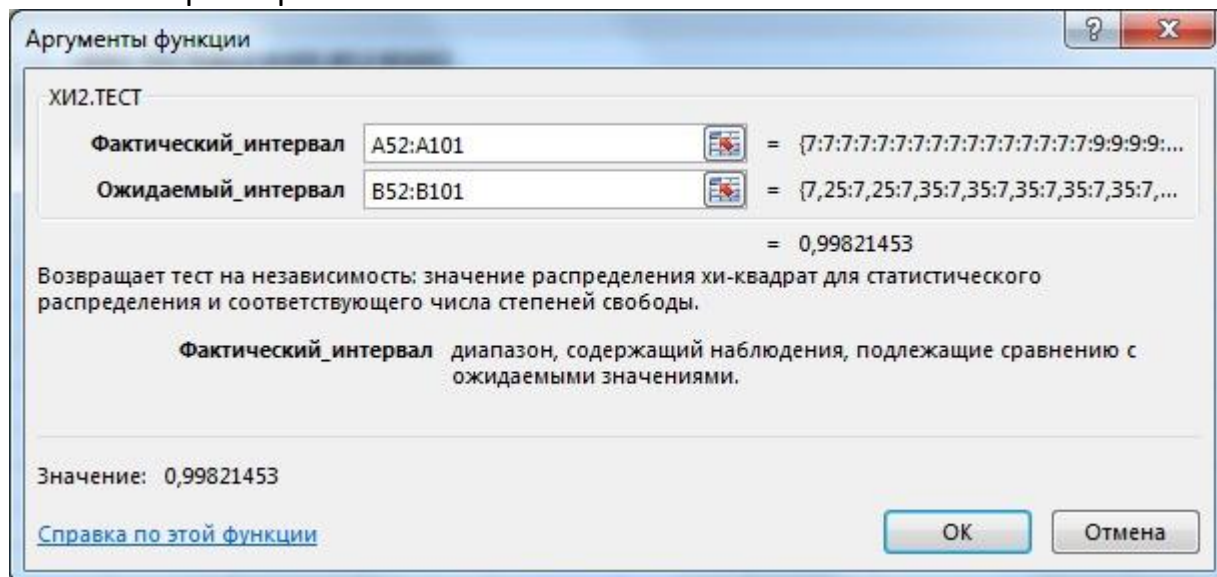 Аргументы функции
ХИ2.ТЕСТ
Фактический_интервал A52:A101 = {7:7:7:7:7:7:7:7:7:7:7:7:7:7:7:7:9:9:9:9:...
Ожидаемый_интервал B52:B101 = {7,25:7,25:7,35:7,35:7,35:7,35:7,35:7,...
= 0,99821453
Возвращает тест на независимость: значение распределения хи-квадрат для статистического
распределения и соответствующего числа степеней свободы.
Фактический_интервал диапазон, содержащий наблюдения, подлежащие сравнению с
ожидаемыми значениями.
Значение: 0,99821453
Справка по этой функции
ОК
Отмена